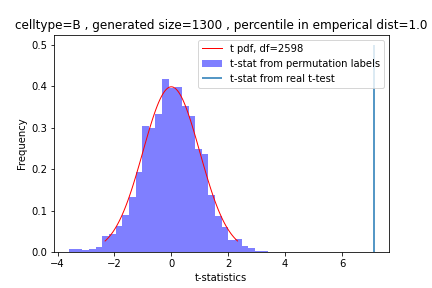 celltype=B , generated size=1300 , percentile in emperical dist=1.0
t pdf, df=2598
t-stat from permutation labels
t-stat from real t-test
Frequency
0.5
0.4
0.3
0.2
0.1
0.0
−4 −2 0 2 4 6
t-statistics